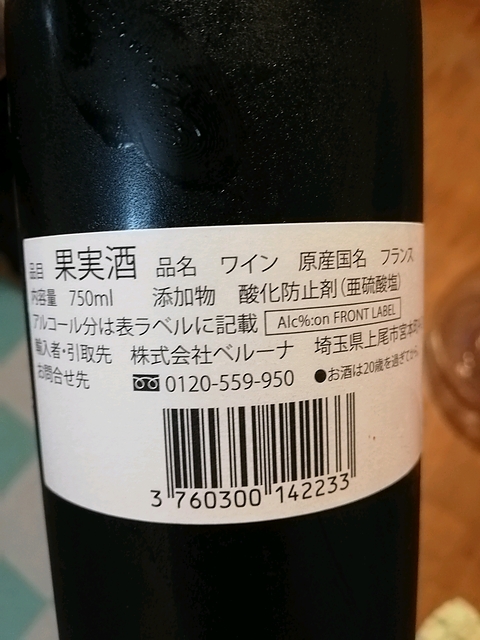 品目 果実酒 品名 ワイン 原産国名 フランス
内容量 750ml 添加物 酸化防止剤(亜硫酸塩)
アルコール分は表ラベルに記載 Alc%:on FRONT LABEL
輸入者・引取先 株式会社ベルーナ 埼玉県上尾市宮本町
お問合せ先 0120-559-950 ●お酒は20歳を過ぎてから
3 760300 142233